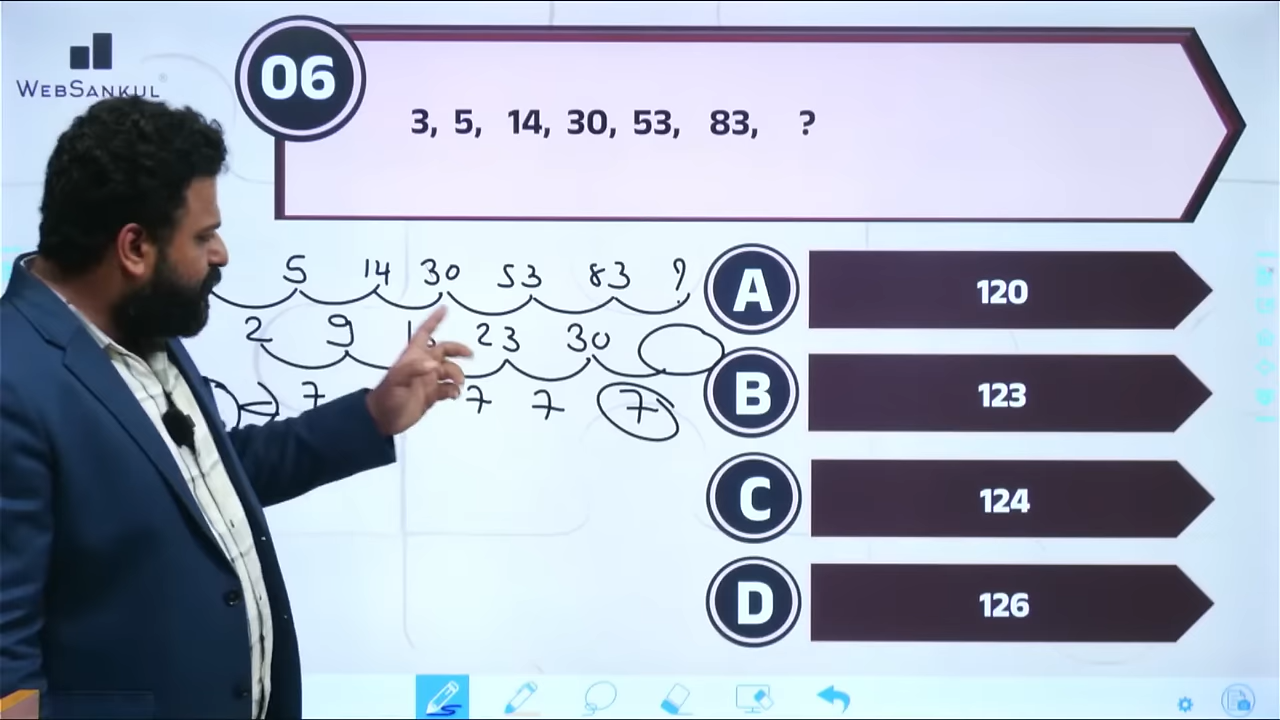 WEBSANKUL
06
3, 5, 14, 30, 53, 83, ?
5 14 30 53 83 ?
2 9 23 30
7 7 7 7
A 120
B 123
C 124
D 126